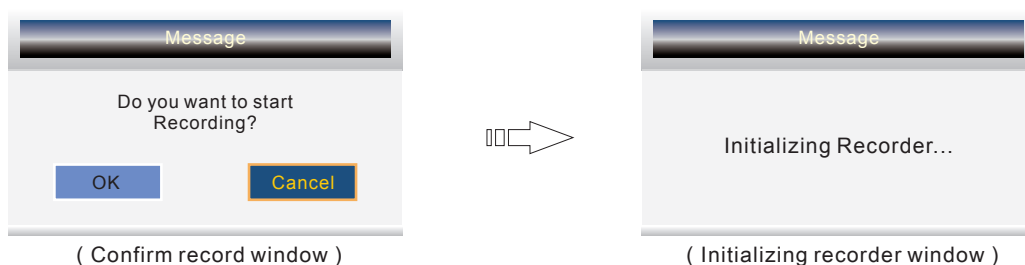 Message
Do you want to start
Recording?
OK
Cancel
( Confirm record window )
Message
Initializing Recorder...
( Initializing recorder window )